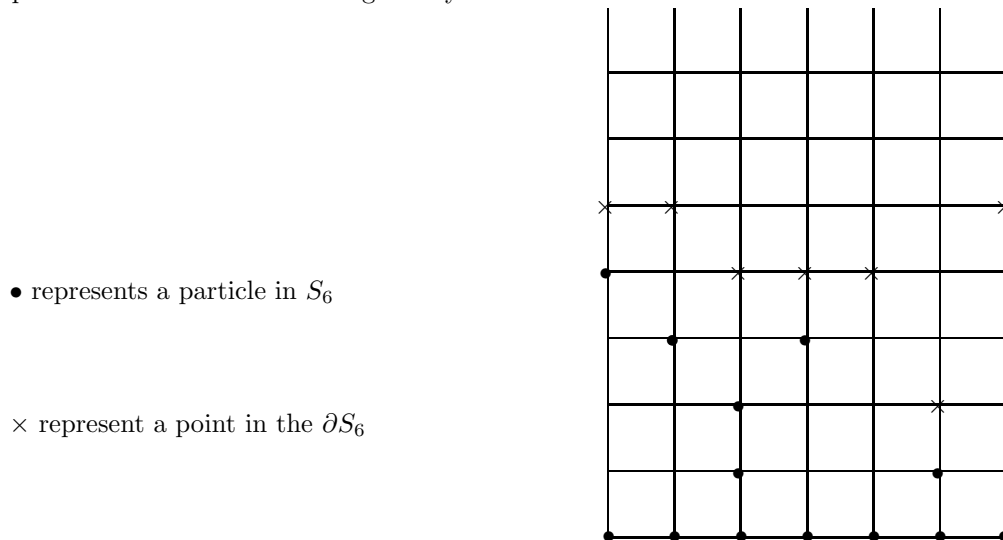 • represents a particle in S₆
× represent a point in the ∂S₆